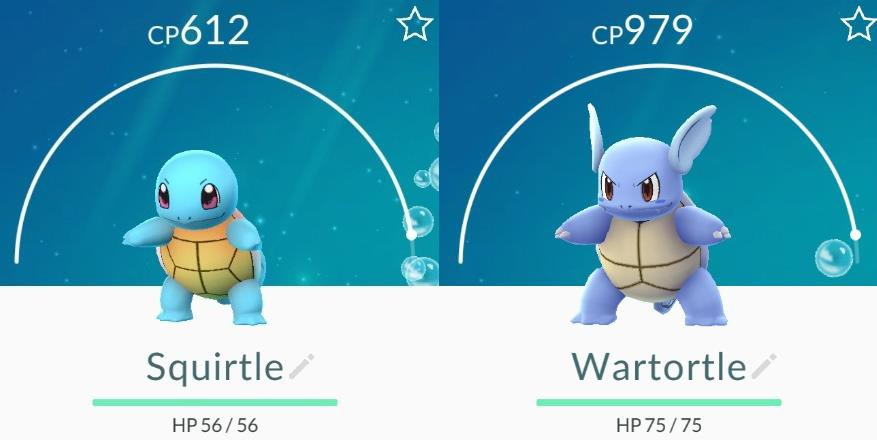 CP612
Squirtle
HP 56 / 56
CP979
Wartortle
HP 75 / 75